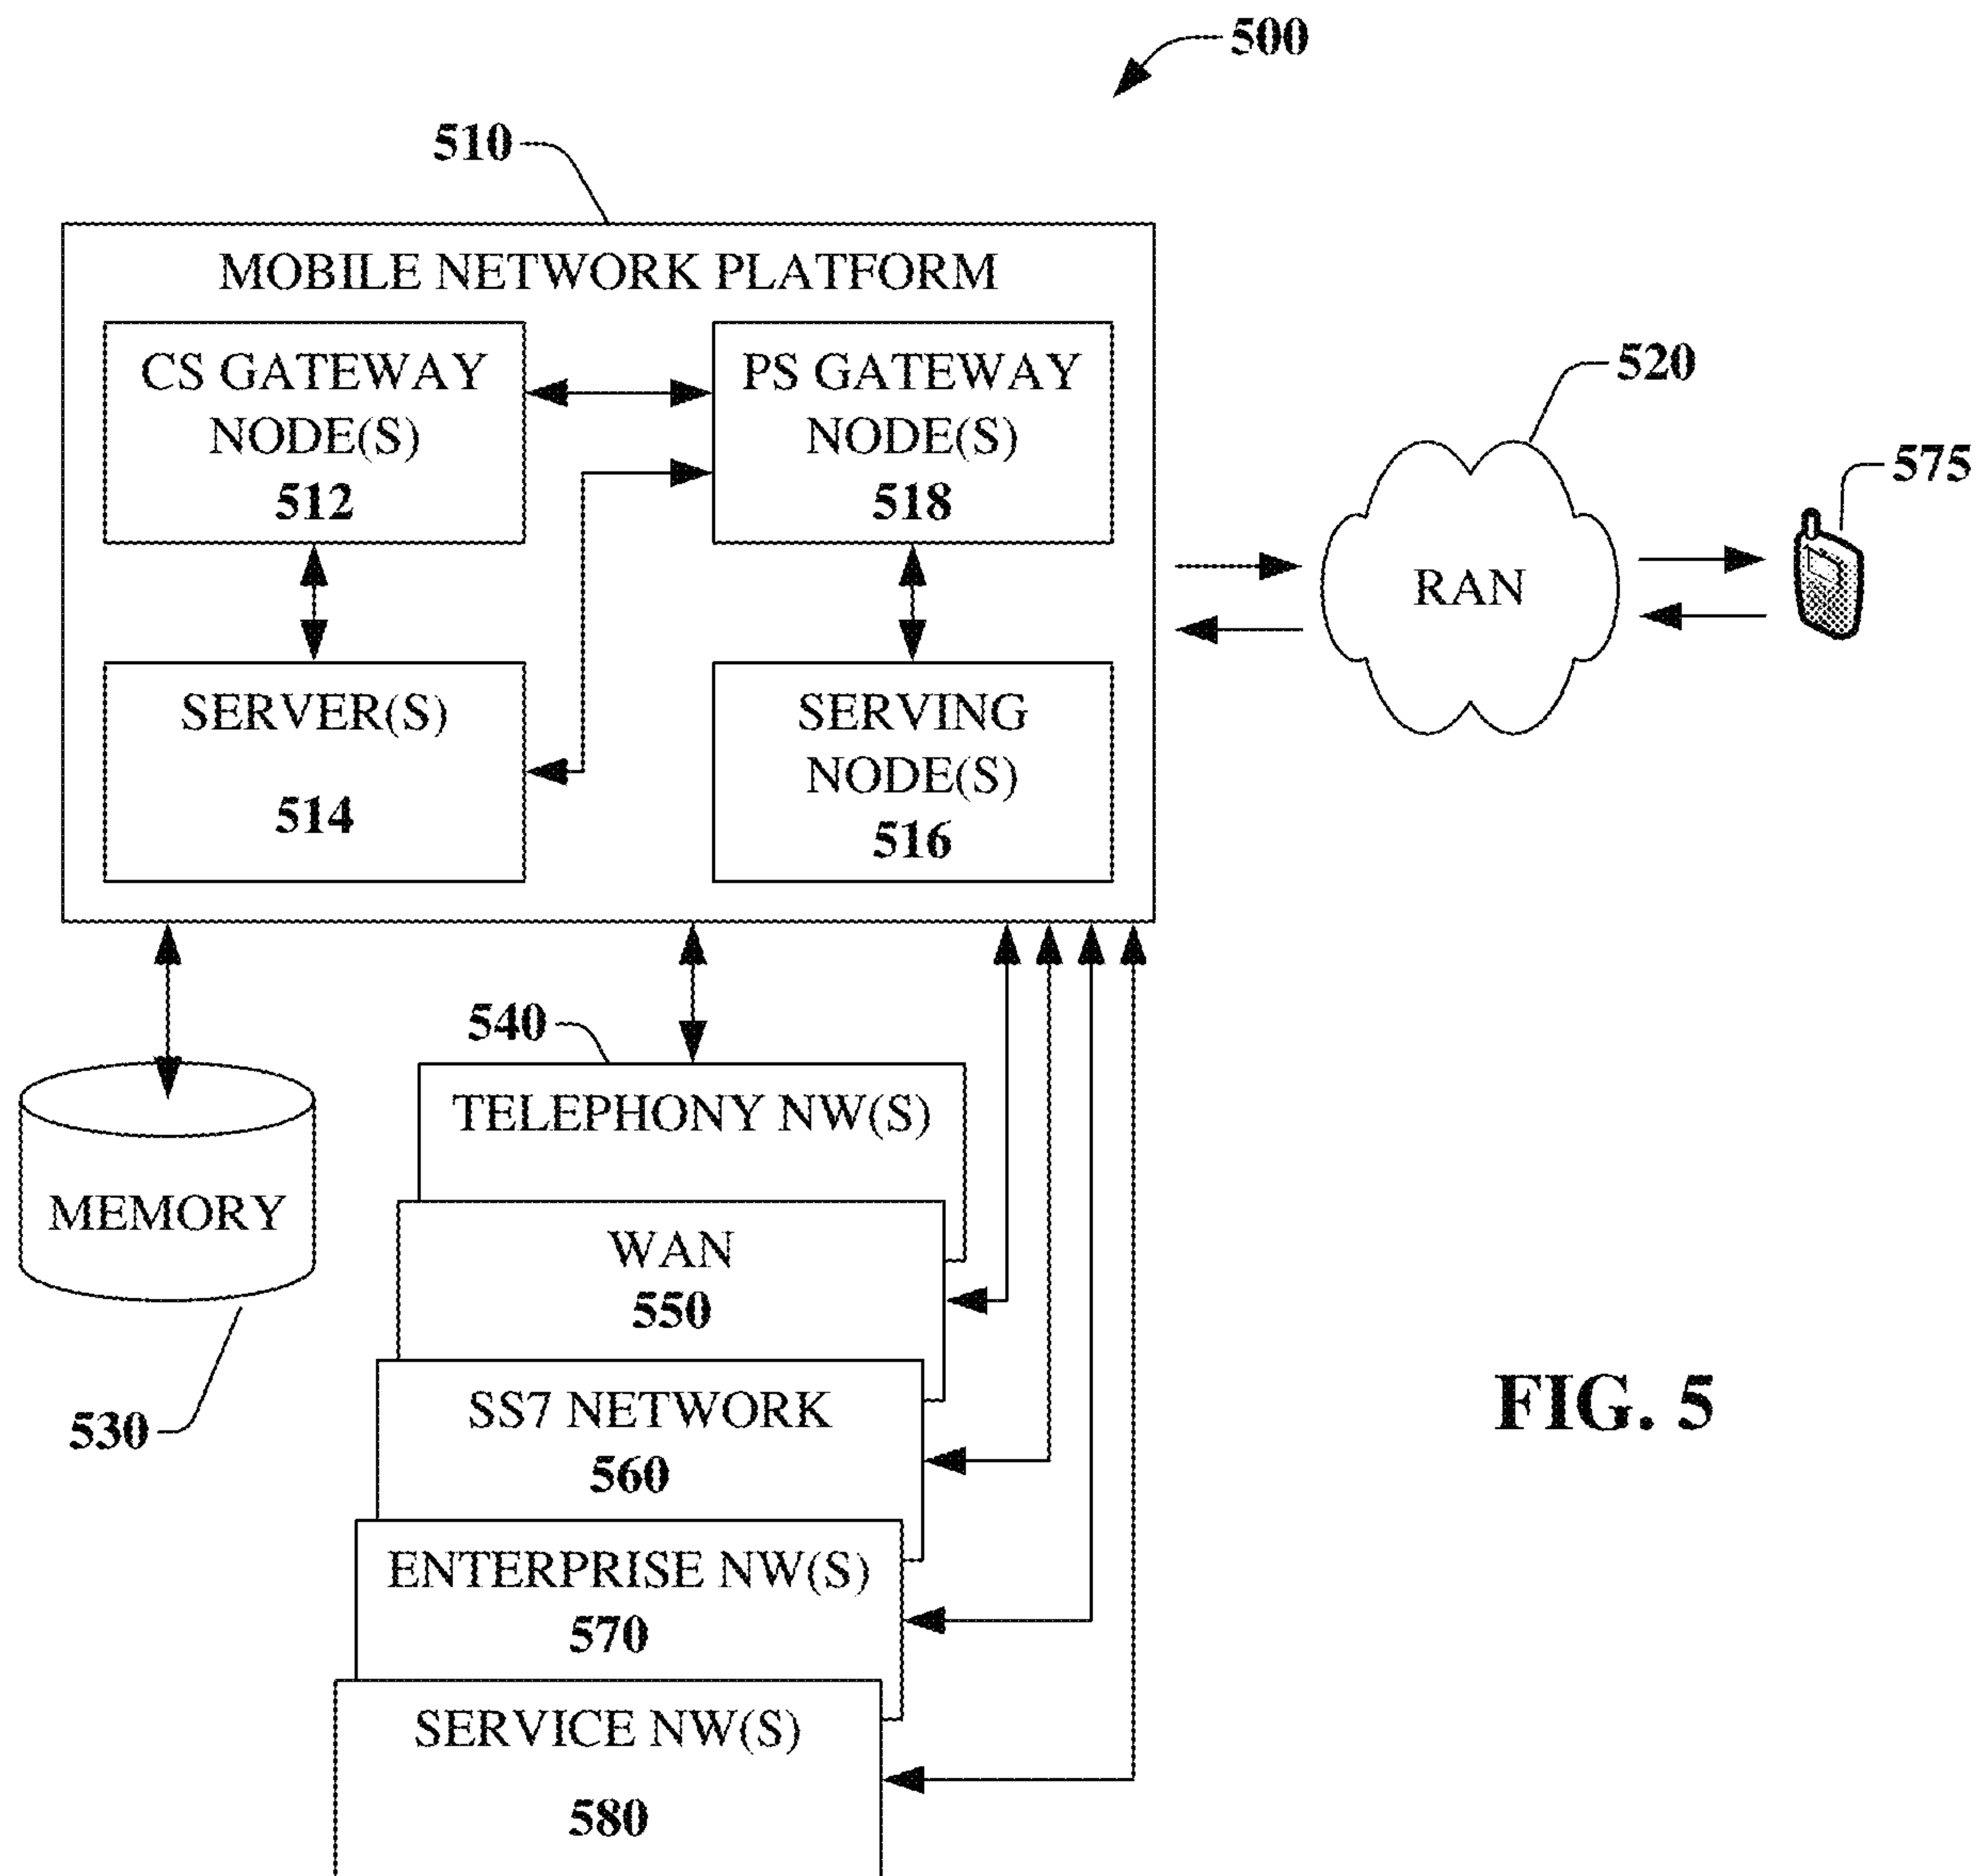 500
510
MOBILE NETWORK PLATFORM
CS GATEWAY
NODE(S)
512
PS GATEWAY
NODE(S)
518
SERVER(S)
514
SERVING
NODE(S)
516
520
RAN
575
540
TELEPHONY NW(S)
MEMORY
530
WAN
550
SS7 NETWORK
560
ENTERPRISE NW(S)
570
SERVICE NW(S)
580
FIG. 5